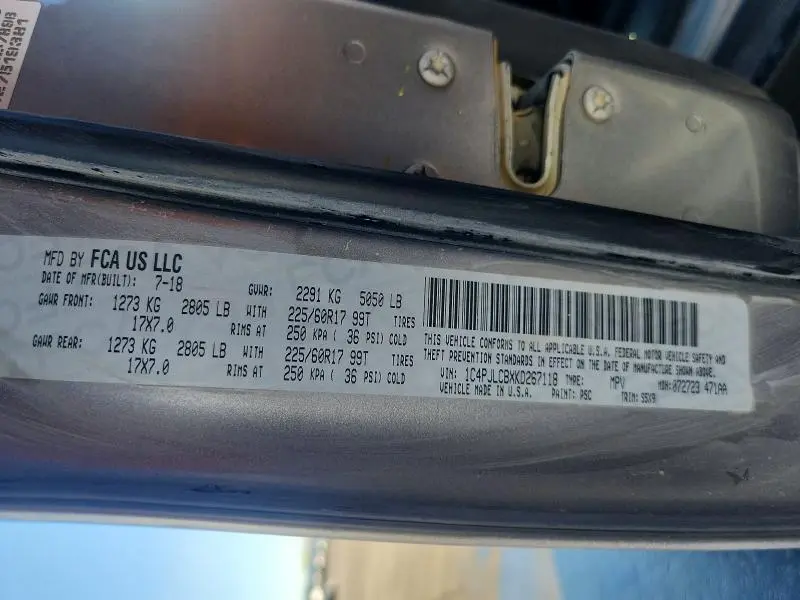 MFD BY FCA US LLC
DATE OF MFR(BUILT): 7-18
GVWR: 2291 KG 5050 LB
GAWR FRONT: 1273 KG 2805 LB WITH 225/60R17 99T TIRES
17X7.0 RIMS AT 250 KPA ( 36 PSI) COLD
GAWR REAR: 1273 KG 2805 LB WITH 225/60R17 99T TIRES
17X7.0 RIMS AT 250 KPA ( 36 PSI) COLD
THIS VEHICLE CONFORMS TO ALL APPLICABLE U.S.A. FEDERAL MOTOR VEHICLE SAFETY AND
THEFT PREVENTION STANDARDS IN EFFECT ON THE DATE OF MANUFACTURE SHOWN ABOVE.
VIN: 1C4PJLCBXKD267118 TYPE: MPV MDH: 072723 471AA
VEHICLE MADE IN U.S.A. PAINT: PSC TRIM: S5X9